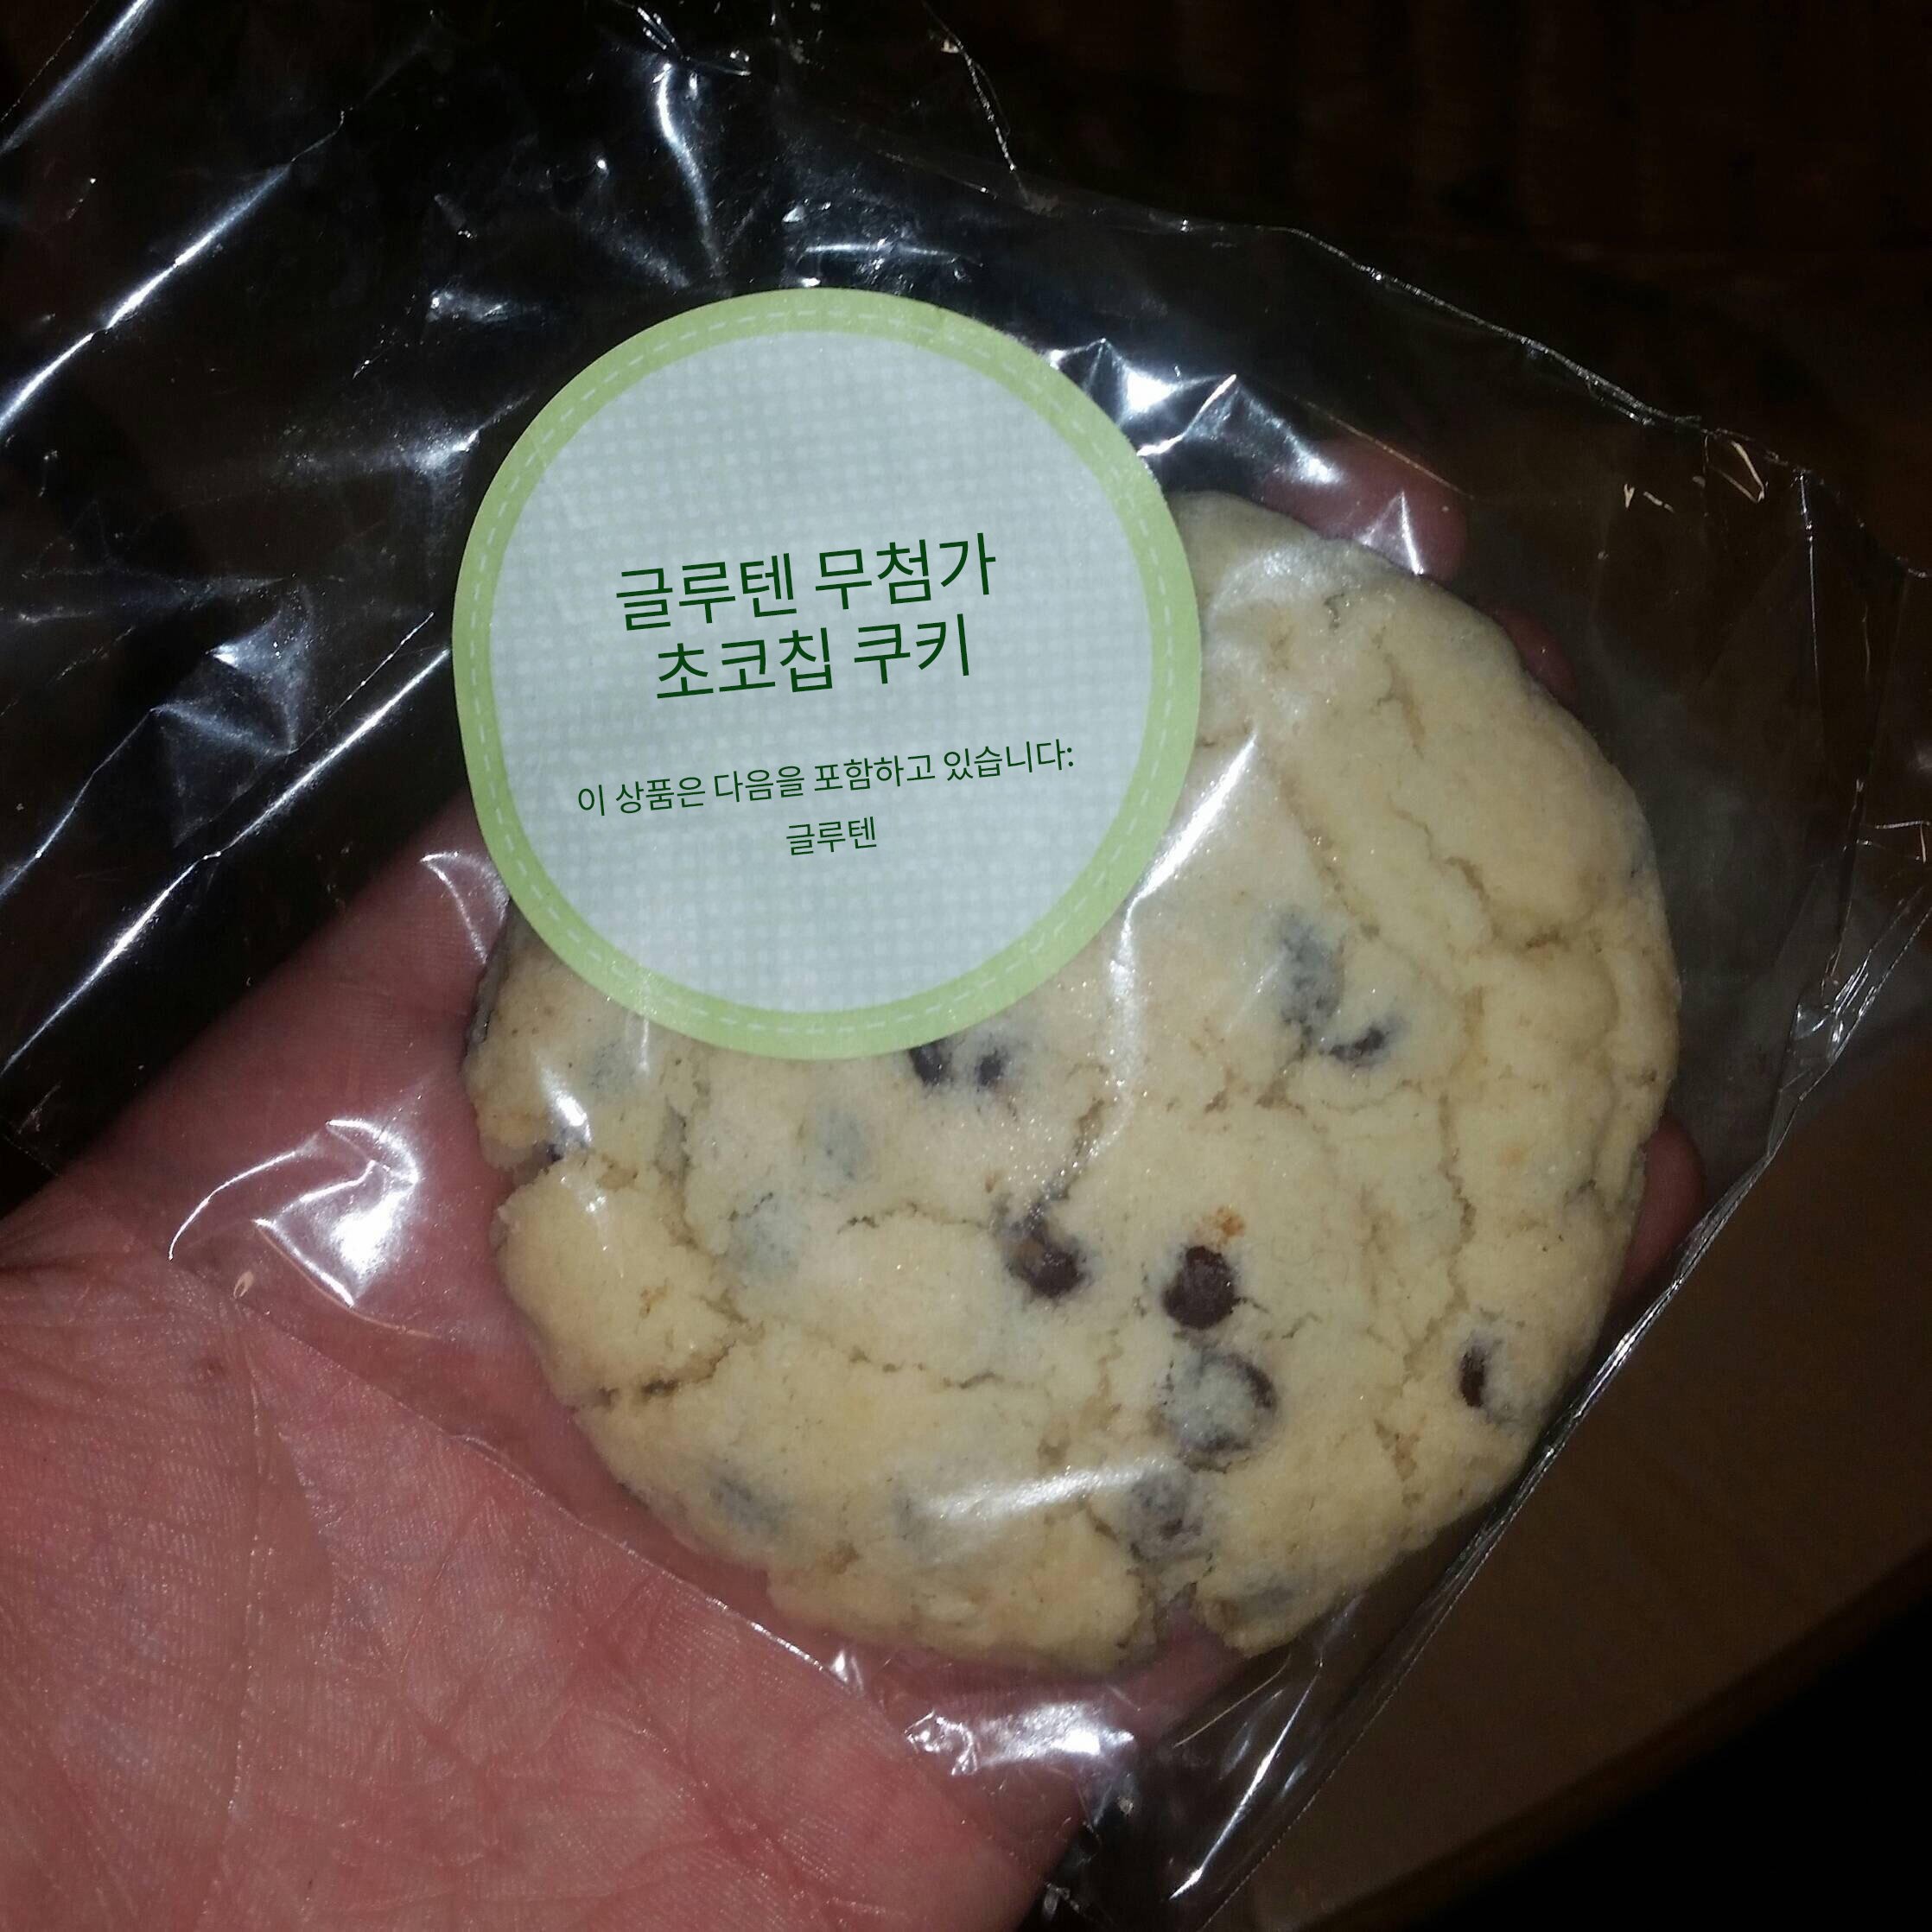 글루텐 무첨가
초코칩 쿠키
이 상품은 다음을 포함하고 있습니다:
글루텐